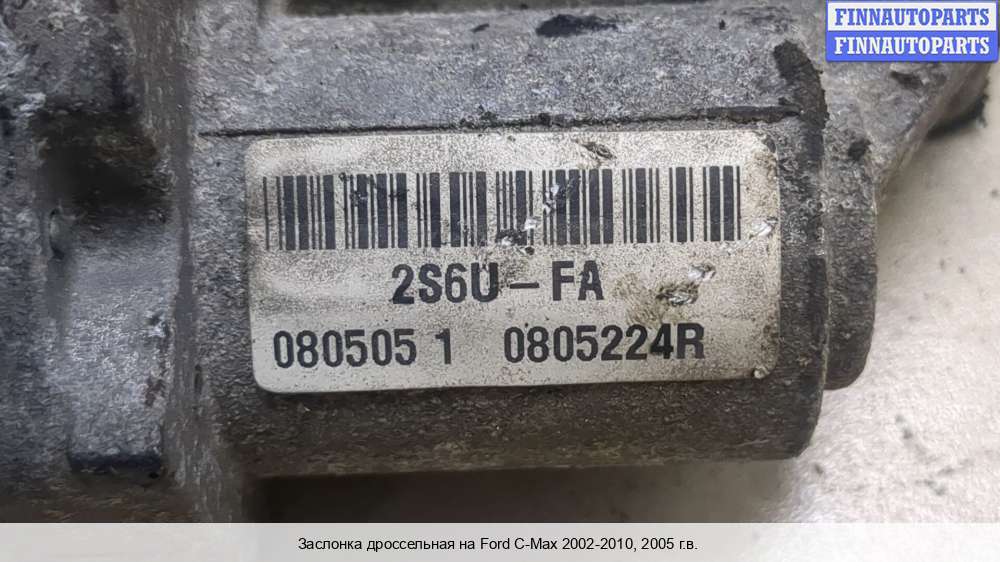 FINNAUTOPARTS
FINNAUTOPARTS
2S6U-FA
080505 1 0805224R
Заслонка дроссельная на Ford C-Max 2002-2010, 2005 г.в.